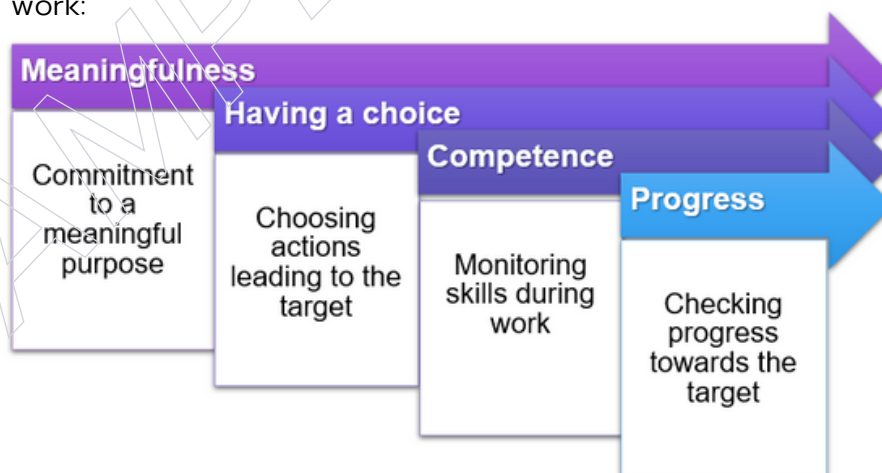 work:
Meaningfulness
Commitment
to a
meaningful
purpose
Having a choice
Choosing
actions
leading to the
target
Competence
Monitoring
skills during
work
Progress
Checking
progress
towards the
target